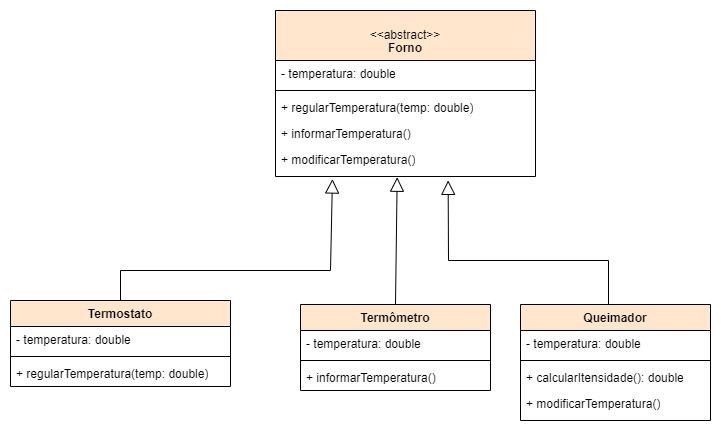 <<abstract>>
Forno
- temperatura: double
+ regularTemperatura(temp: double)
+ informarTemperatura()
+ modificarTemperatura()
Termostato
- temperatura: double
+ regularTemperatura(temp: double)
Termômetro
- temperatura: double
+ informarTemperatura()
Queimador
- temperatura: double
+ calcularItensidade(): double
+ modificarTemperatura()